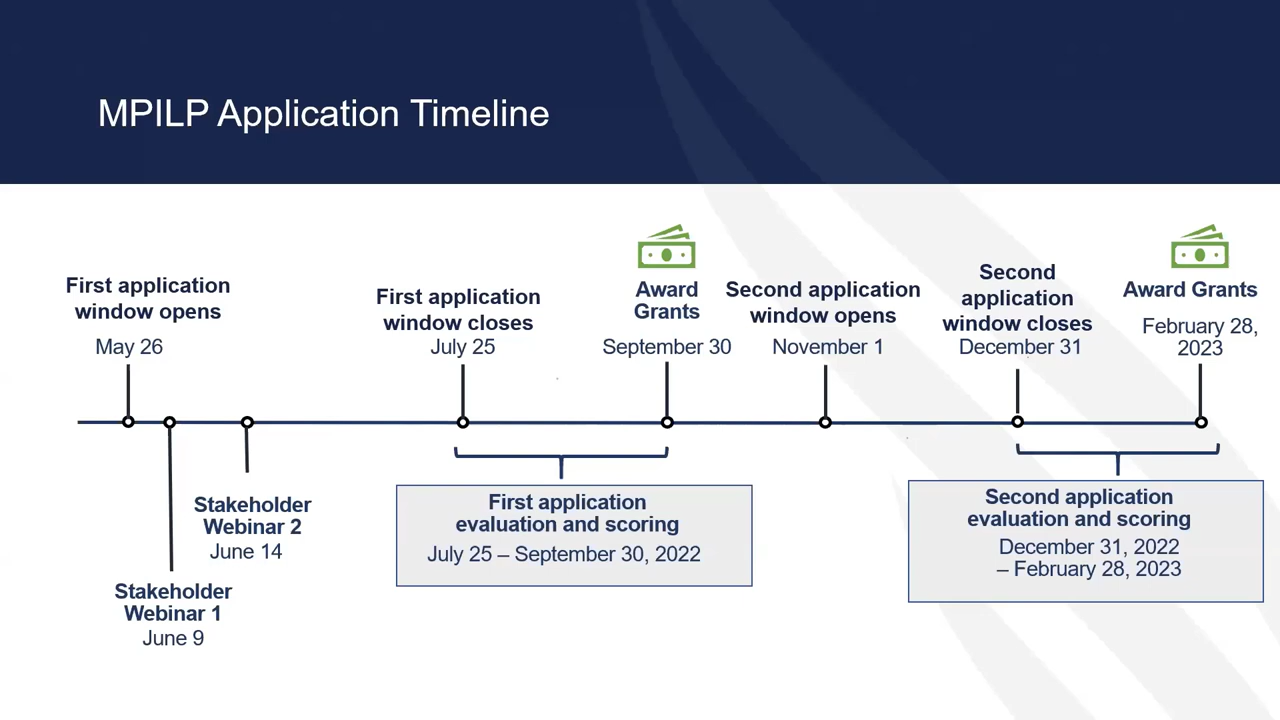 MPILP Application Timeline
First application
window opens
May 26
First application
window closes
July 25
Award
Grants
September 30
Second application
window opens
November 1
Second
application
window closes
December 31
Award Grants
February 28,
2023
Stakeholder
Webinar 2
June 14
Stakeholder
Webinar 1
June 9
First application
evaluation and scoring
July 25 – September 30, 2022
Second application
evaluation and scoring
December 31, 2022
– February 28, 2023